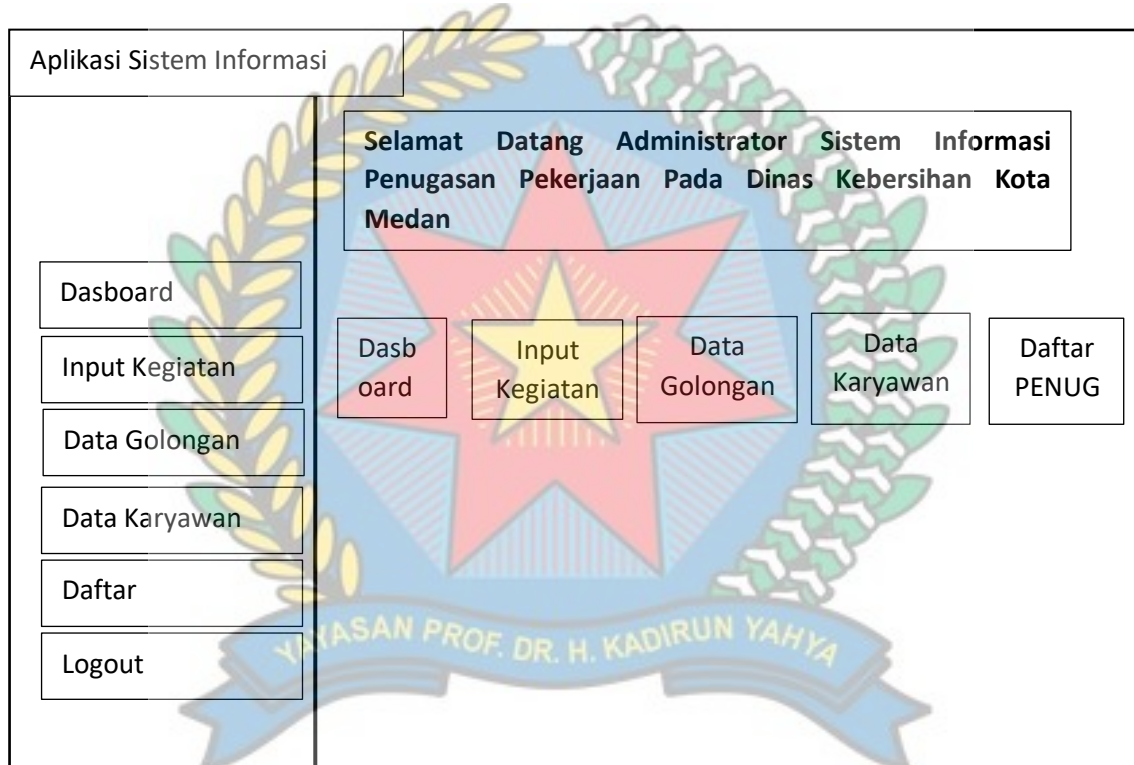 Aplikasi Sistem Informasi
Selamat Datang Administrator Sistem Informasi
Penugasan Pekerjaan Pada Dinas Kebersihan Kota
Medan
Dasboard
Input Kegiatan
Data Golongan
Data Karyawan
Daftar
Logout
Dasb
oard
Input
Kegiatan
Data
Golongan
Data
Karyawan
Daftar
PENUG
YAYASAN PROF. DR. H. KADIRUN YAHYA